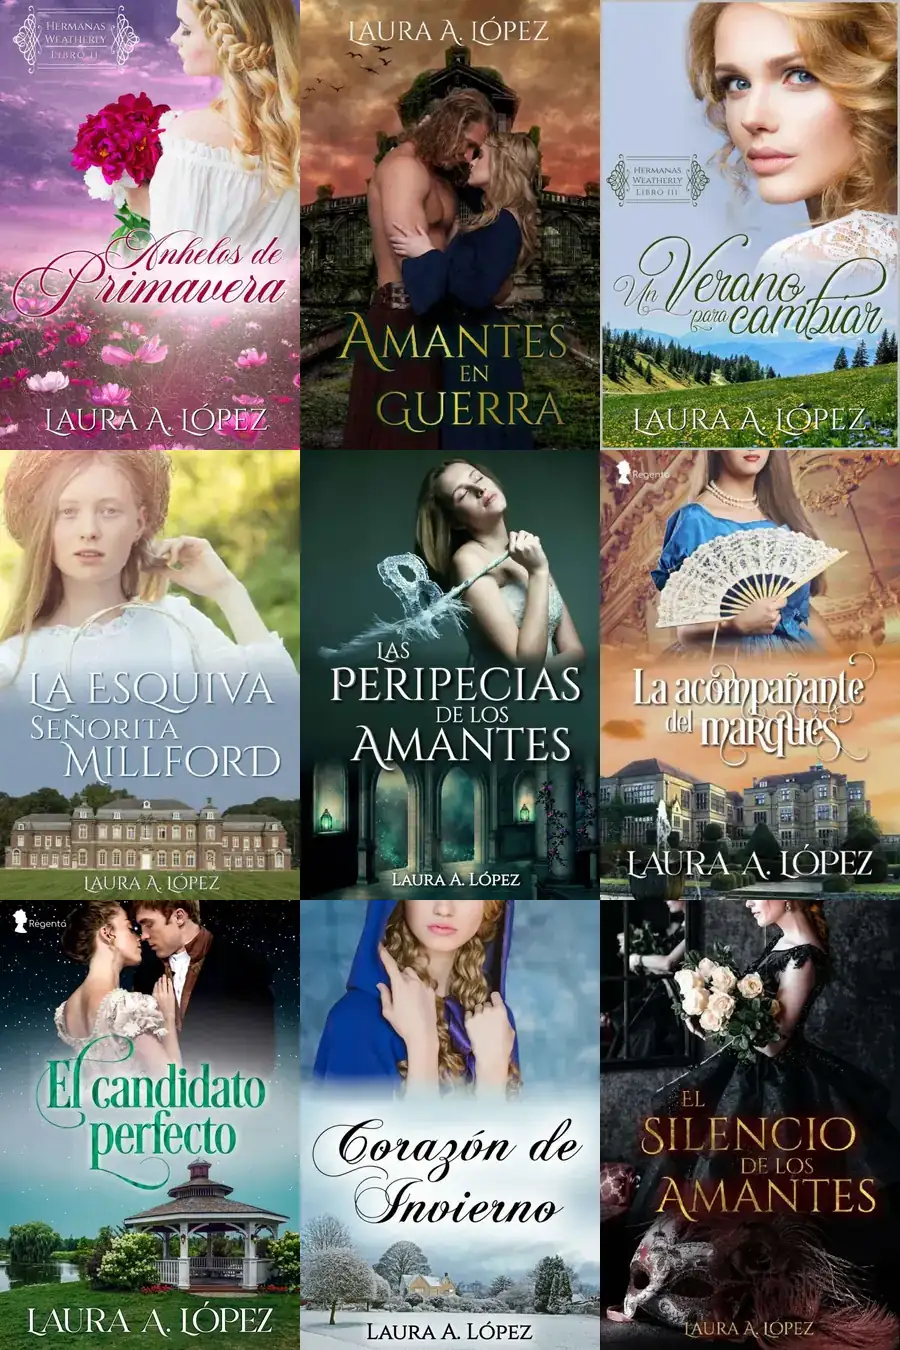 HERMANAS
WEATHERLY
LIBRO II
Anhelos de
Primavera
LAURA A. LÓPEZ
LAURA A. LÓPEZ
AMANTES
EN
GUERRA
HERMANAS
WEATHERLY
LIBRO III
Un Verano
para cambiar
LAURA A. LÓPEZ
LA ESQUIVA
SEÑORITA
MILLFORD
LAURA A. LÓPEZ
LAS
PERIPECIAS
DE LOS
AMANTES
LAURA A. LÓPEZ
Regenta
La acompañante
del marqués
LAURA A. LÓPEZ
Regenta
El candidato
perfecto
LAURA A. LÓPEZ
Corazón de
Invierno
LAURA A. LÓPEZ
EL
SILENCIO
DE LOS
AMANTES
LAURA A. LÓPEZ